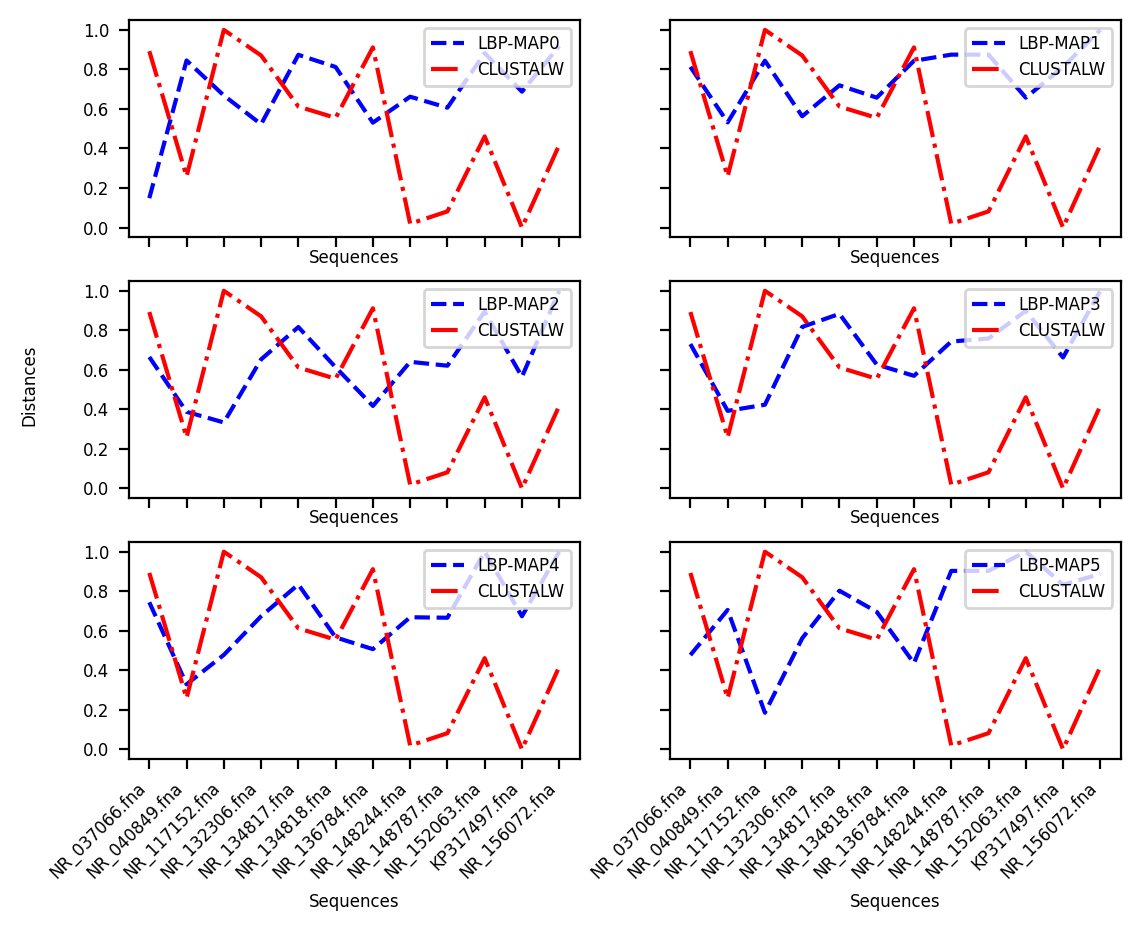 1.0
0.8
0.6
0.4
0.2
0.0
LBP-MAP0
CLUSTALW
Sequences
LBP-MAP1
CLUSTALW
Sequences
Distances
1.0
0.8
0.6
0.4
0.2
0.0
LBP-MAP2
CLUSTALW
Sequences
LBP-MAP3
CLUSTALW
Sequences
1.0
0.8
0.6
0.4
0.2
0.0
LBP-MAP4
CLUSTALW
NR_037066.fna
NR_040849.fna
NR_117152.fna
NR_132306.fna
NR_134817.fna
NR_134818.fna
NR_136784.fna
NR_148244.fna
NR_148787.fna
NR_152063.fna
KP317497.fna
NR_156072.fna
Sequences
LBP-MAP5
CLUSTALW
NR_037066.fna
NR_040849.fna
NR_117152.fna
NR_132306.fna
NR_134817.fna
NR_134818.fna
NR_136784.fna
NR_148244.fna
NR_148787.fna
NR_152063.fna
KP317497.fna
NR_156072.fna
Sequences